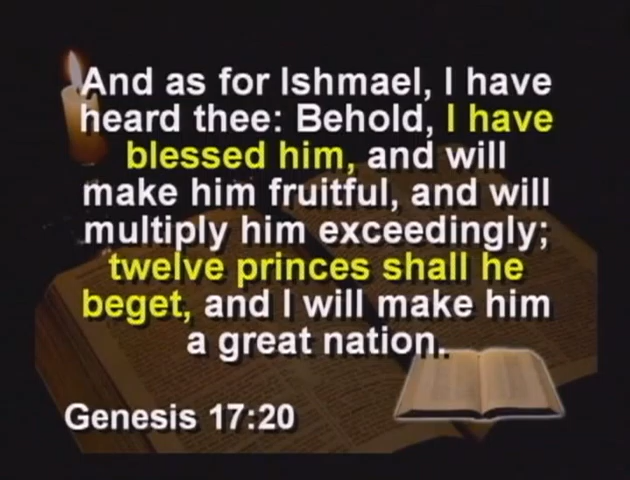 And as for Ishmael, I have
heard thee: Behold, I have
blessed him, and will
make him fruitful, and will
multiply him exceedingly;
twelve princes shall he
beget, and I will make him
a great nation.
Genesis 17:20